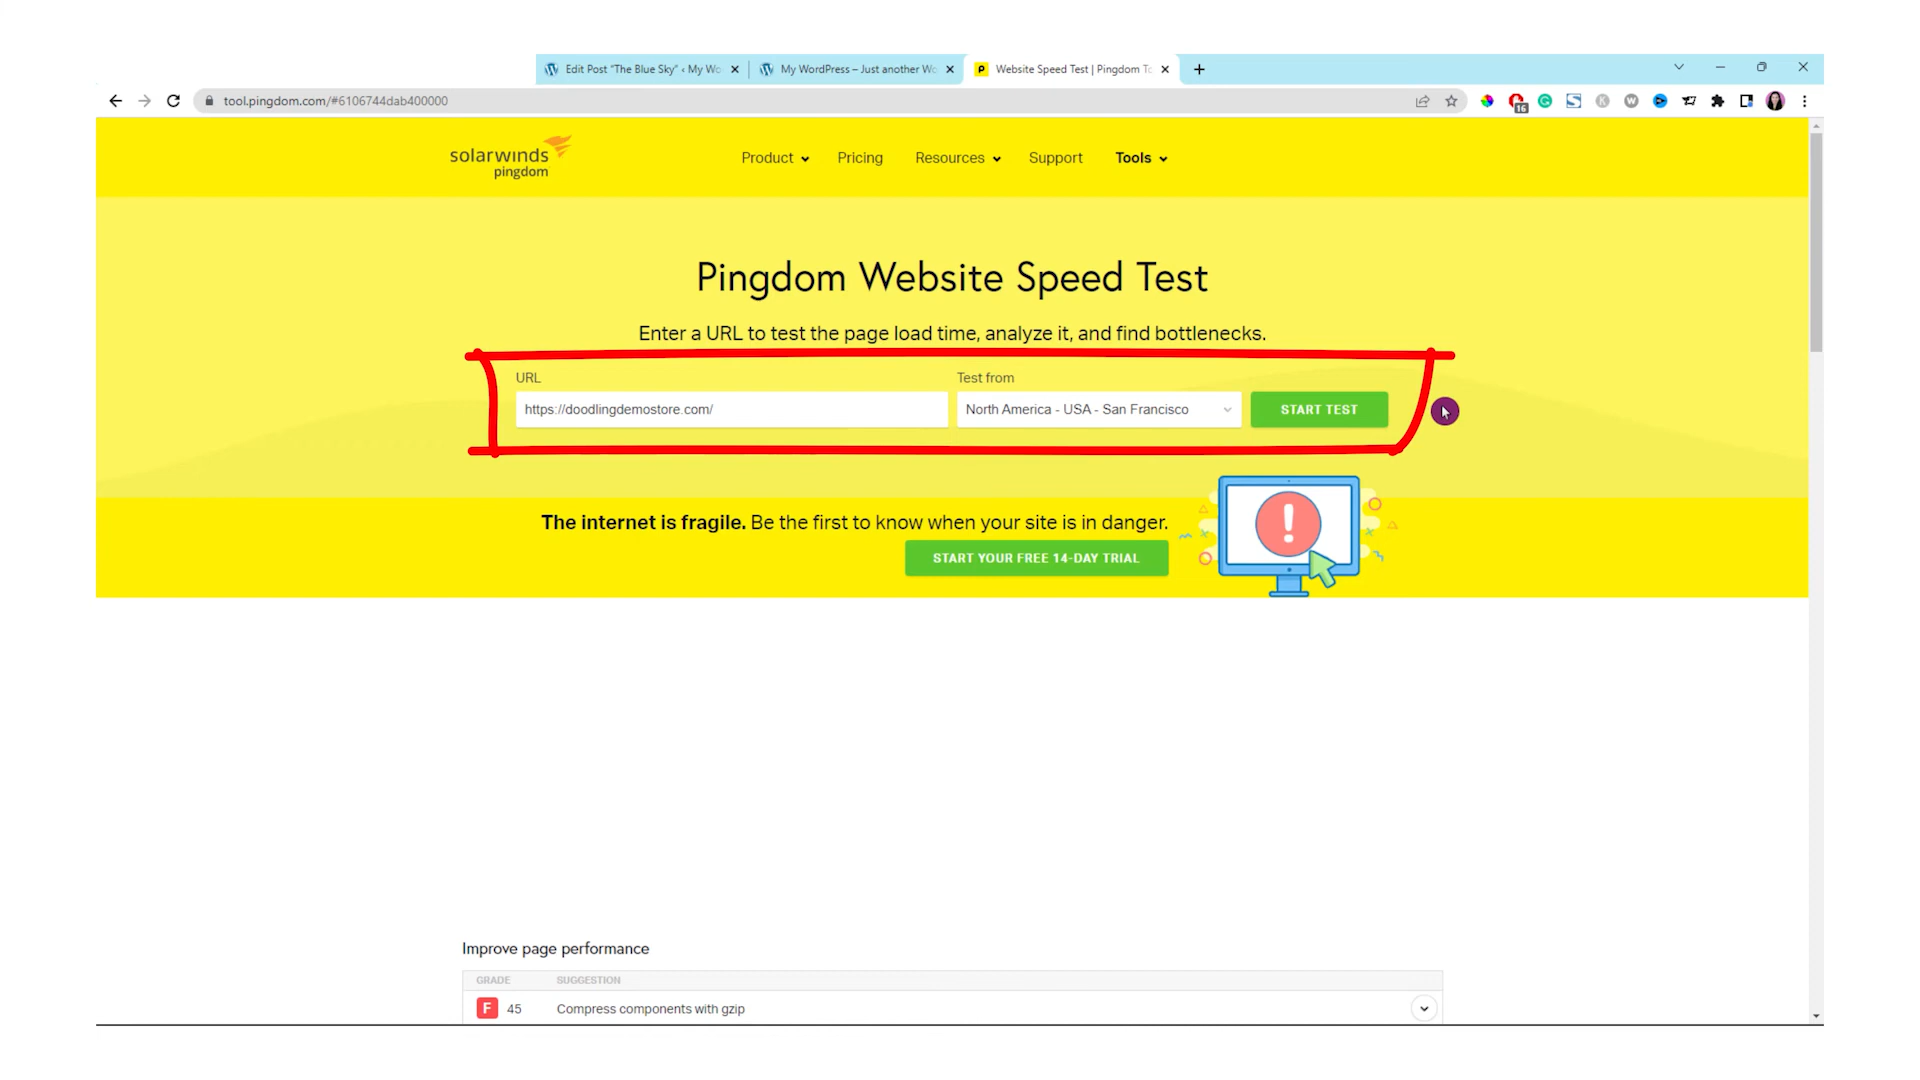 Edit Post "The Blue Sky" ‹ My Wo
My WordPress – Just another Wo
Website Speed Test | Pingdom To
tool.pingdom.com/#6106744dab400000
16
solarwinds
pingdom
Product
Pricing
Resources
Support
Tools
Pingdom Website Speed Test
Enter a URL to test the page load time, analyze it, and find bottlenecks.
URL
Test from
https://doodlingdemostore.com/
North America - USA - San Francisco
START TEST
The internet is fragile. Be the first to know when your site is in danger.
START YOUR FREE 14-DAY TRIAL
Improve page performance
GRADE
SUGGESTION
F 45
Compress components with gzip